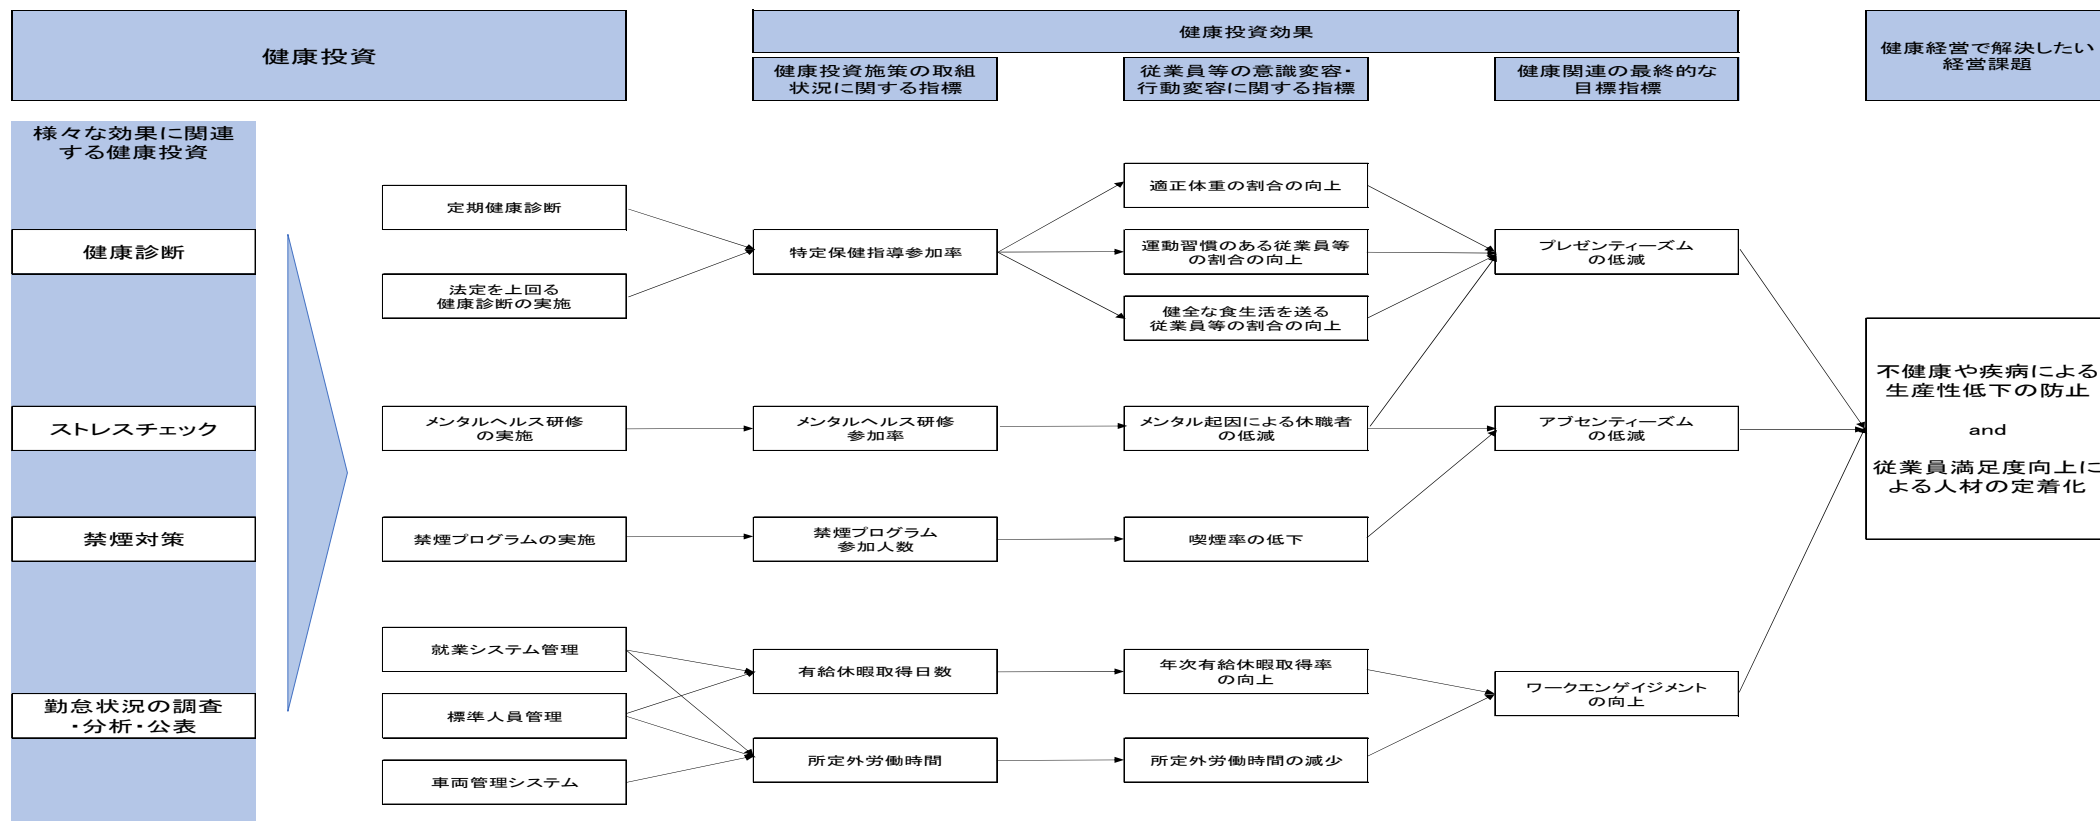 健康投資
健康投資効果
健康経営で解決したい
経営課題
健康投資施策の取組
状況に関する指標
従業員等の意識変容・
行動変容に関する指標
健康関連の最終的な
目標指標
様々な効果に関連
する健康投資
健康診断
ストレスチェック
禁煙対策
勤怠状況の調査
・分析・公表
定期健康診断
法定を上回る
健康診断の実施
メンタルヘルス研修
の実施
禁煙プログラムの実施
就業システム管理
標準人員管理
車両管理システム
特定保健指導参加率
メンタルヘルス研修
参加率
禁煙プログラム
参加人数
有給休暇取得日数
所定外労働時間
適正体重の割合の向上
運動習慣のある従業員等
の割合の向上
健全な食生活を送る
従業員等の割合の向上
メンタル起因による休職者
の低減
喫煙率の低下
年次有給休暇取得率
の向上
所定外労働時間の減少
プレゼンティーズム
の低減
アブセンティーズム
の低減
ワークエンゲイジメント
の向上
不健康や疾病による
生産性低下の防止
and
従業員満足度向上に
よる人材の定着化